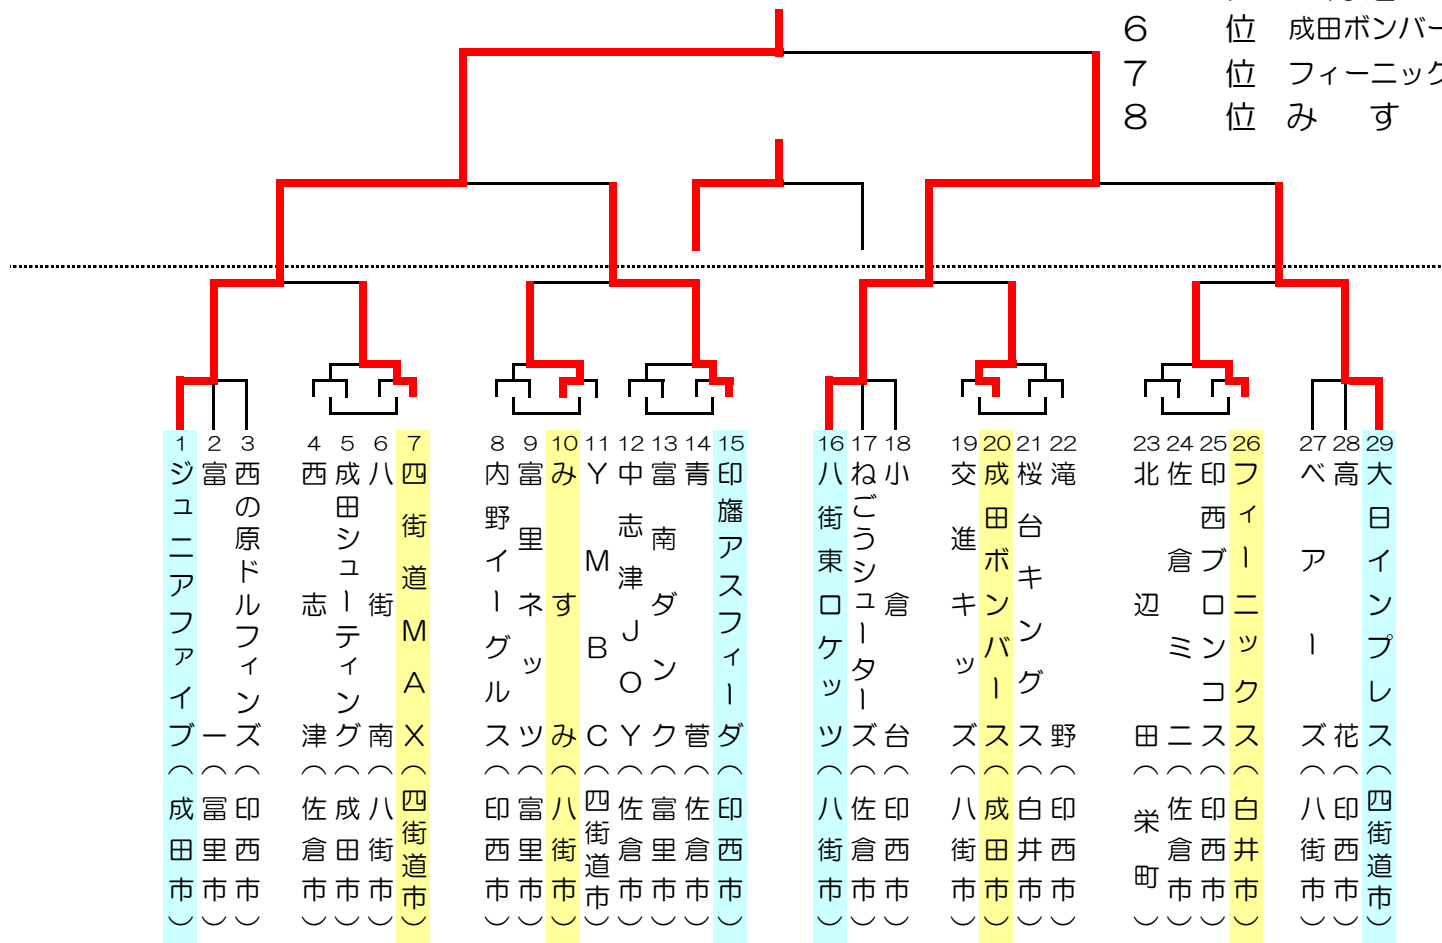 6 位 成田ボンバー
7 位 フィーニック
8 位 み す
1 ジュニアファイブ(成田市)
2 富一(冨里市)
3 西の原ドルフィンズ(印西市)
4 西志津(佐倉市)
5 成田シューティング(成田市)
6 八街南(八街市)
7 四街道MAX(四街道市)
8 内野イーグルス(印西市)
9 富里ネッツ(富里市)
10 みすみ(八街市)
11 YMBC(四街道市)
12 中志津JOY(佐倉市)
13 富南ダンク(富里市)
14 青菅(佐倉市)
15 印旛アスフィーダ(印西市)
16 八街東ロケッツ(八街市)
17 ねごうシューターズ(佐倉市)
18 小倉台(印西市)
19 交進キッズ(八街市)
20 成田ボンバース(成田市)
21 桜台キングス(白井市)
22 滝野(印西市)
23 北辺田(栄町)
24 佐倉ミニ(佐倉市)
25 印西ブロンコス(印西市)
26 フィーニックス(白井市)
27 ベアーズ(八街市)
28 高花(印西市)
29 大日インプレス(四街道市)